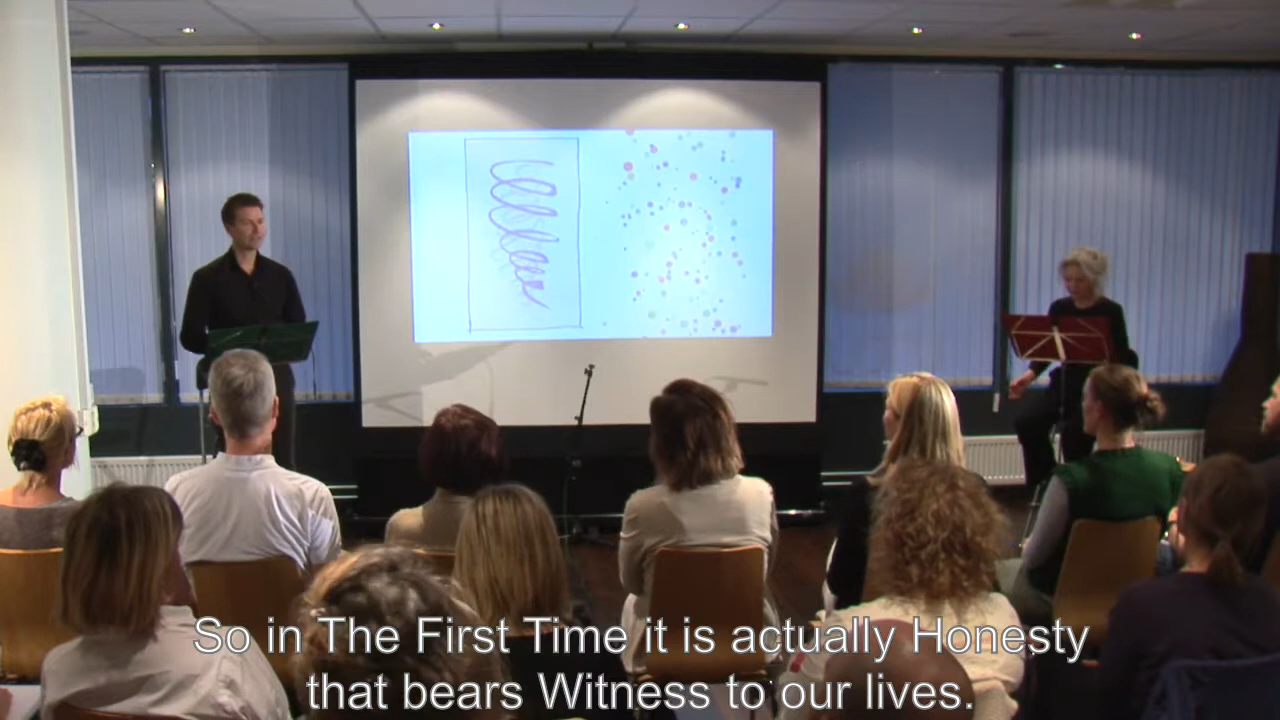 So in The First Time it is actually Honesty
that bears Witness to our lives.